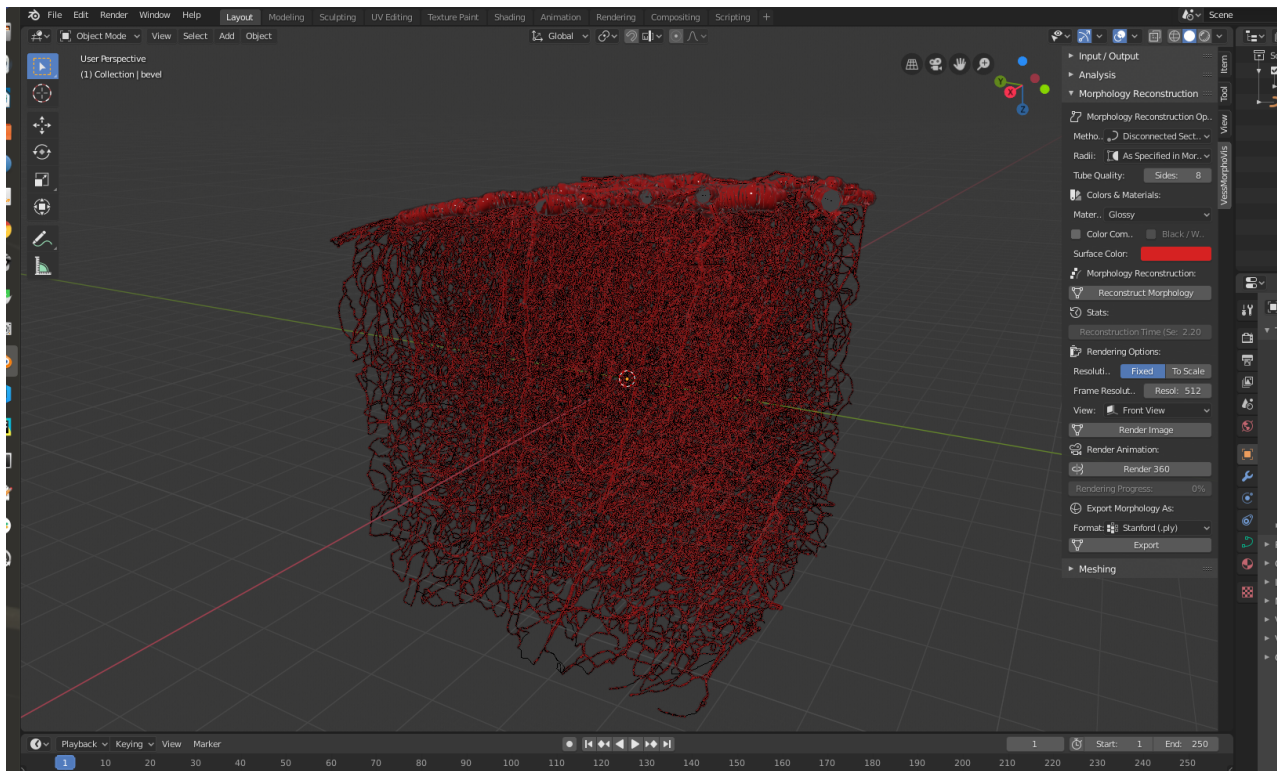 File Edit Render Window Help Layout Modeling Sculpting UV Editing Texture Paint Shading Animation Rendering Compositing Scripting + Scene
Object Mode View Select Add Object Global
User Perspective
(1) Collection | bevel
Y
X
Z
Input / Output
Analysis
Morphology Reconstruction
Morphology Reconstruction Op..
Metho.. Disconnected Sect..
Radii: As Specified in Mor..
Tube Quality: Sides: 8
Colors & Materials:
Mater.. Glossy
Color Com.. Black / W..
Surface Color:
Morphology Reconstruction:
Reconstruct Morphology
Stats:
Reconstruction Time (Se: 2.20
Rendering Options:
Resoluti.. Fixed To Scale
Frame Resolut.. Resol: 512
View: Front View
Render Image
Render Animation:
Render 360
Rendering Progress: 0%
Export Morphology As:
Format: Stanford (.ply)
Export
Meshing
Item
Tool
View
VessMorphoVis
Playback Keying View Marker 1 Start: 1 End: 250
1 10 20 30 40 50 60 70 80 90 100 110 120 130 140 150 160 170 180 190 200 210 220 230 240 250